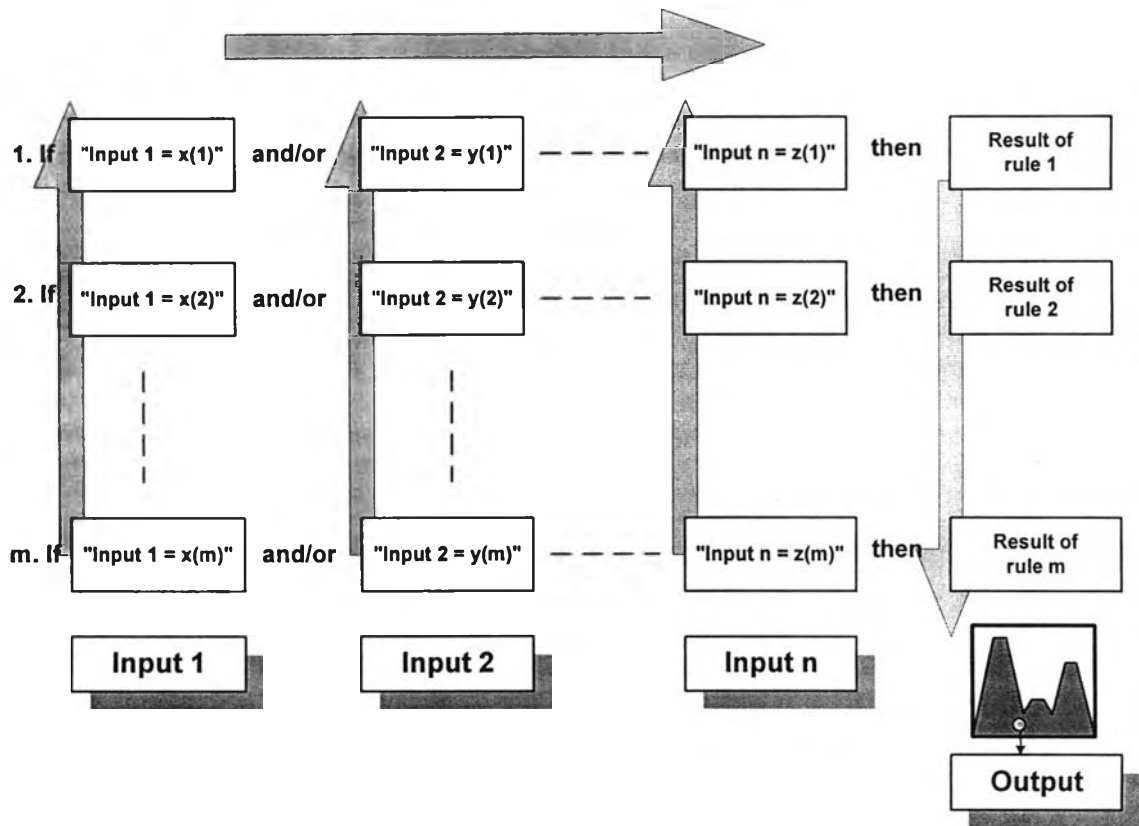 1. If "Input 1 = x(1)" and/or "Input 2 = y(1)" "Input n = z(1)" then Result of
rule 1
2. If "Input 1 = x(2)" and/or "Input 2 = y(2)" "Input n = z(2)" then Result of
rule 2
m. If "Input 1 = x(m)" and/or "Input 2 = y(m)" "Input n = z(m)" then Result of
rule m
Input 1 Input 2 Input n
Output